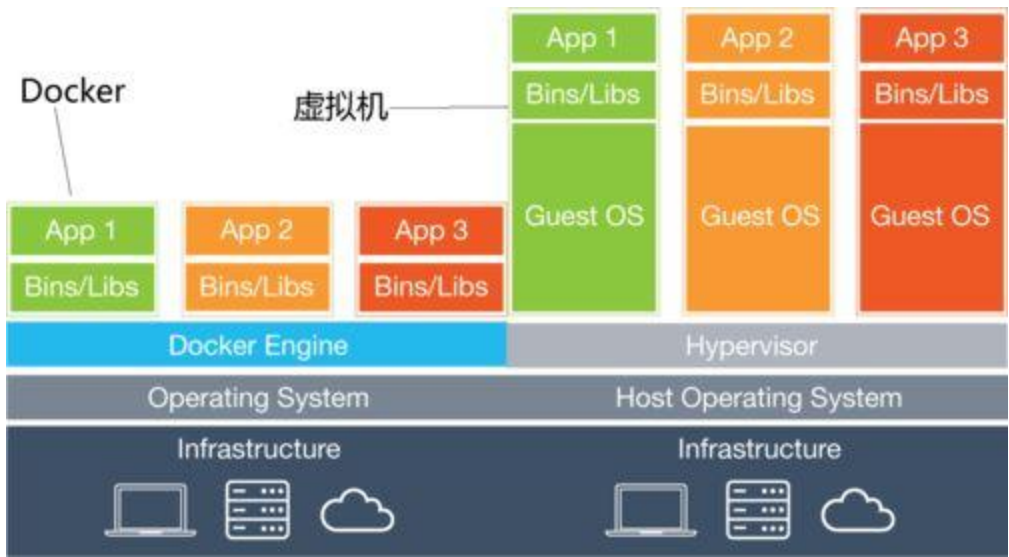 Docker
App 1
App 2
App 3
Bins/Libs
Bins/Libs
Bins/Libs
Docker Engine
Operating System
Infrastructure
虚拟机
App 1
App 2
App 3
Bins/Libs
Bins/Libs
Bins/Libs
Guest OS
Guest OS
Guest OS
Hypervisor
Host Operating System
Infrastructure